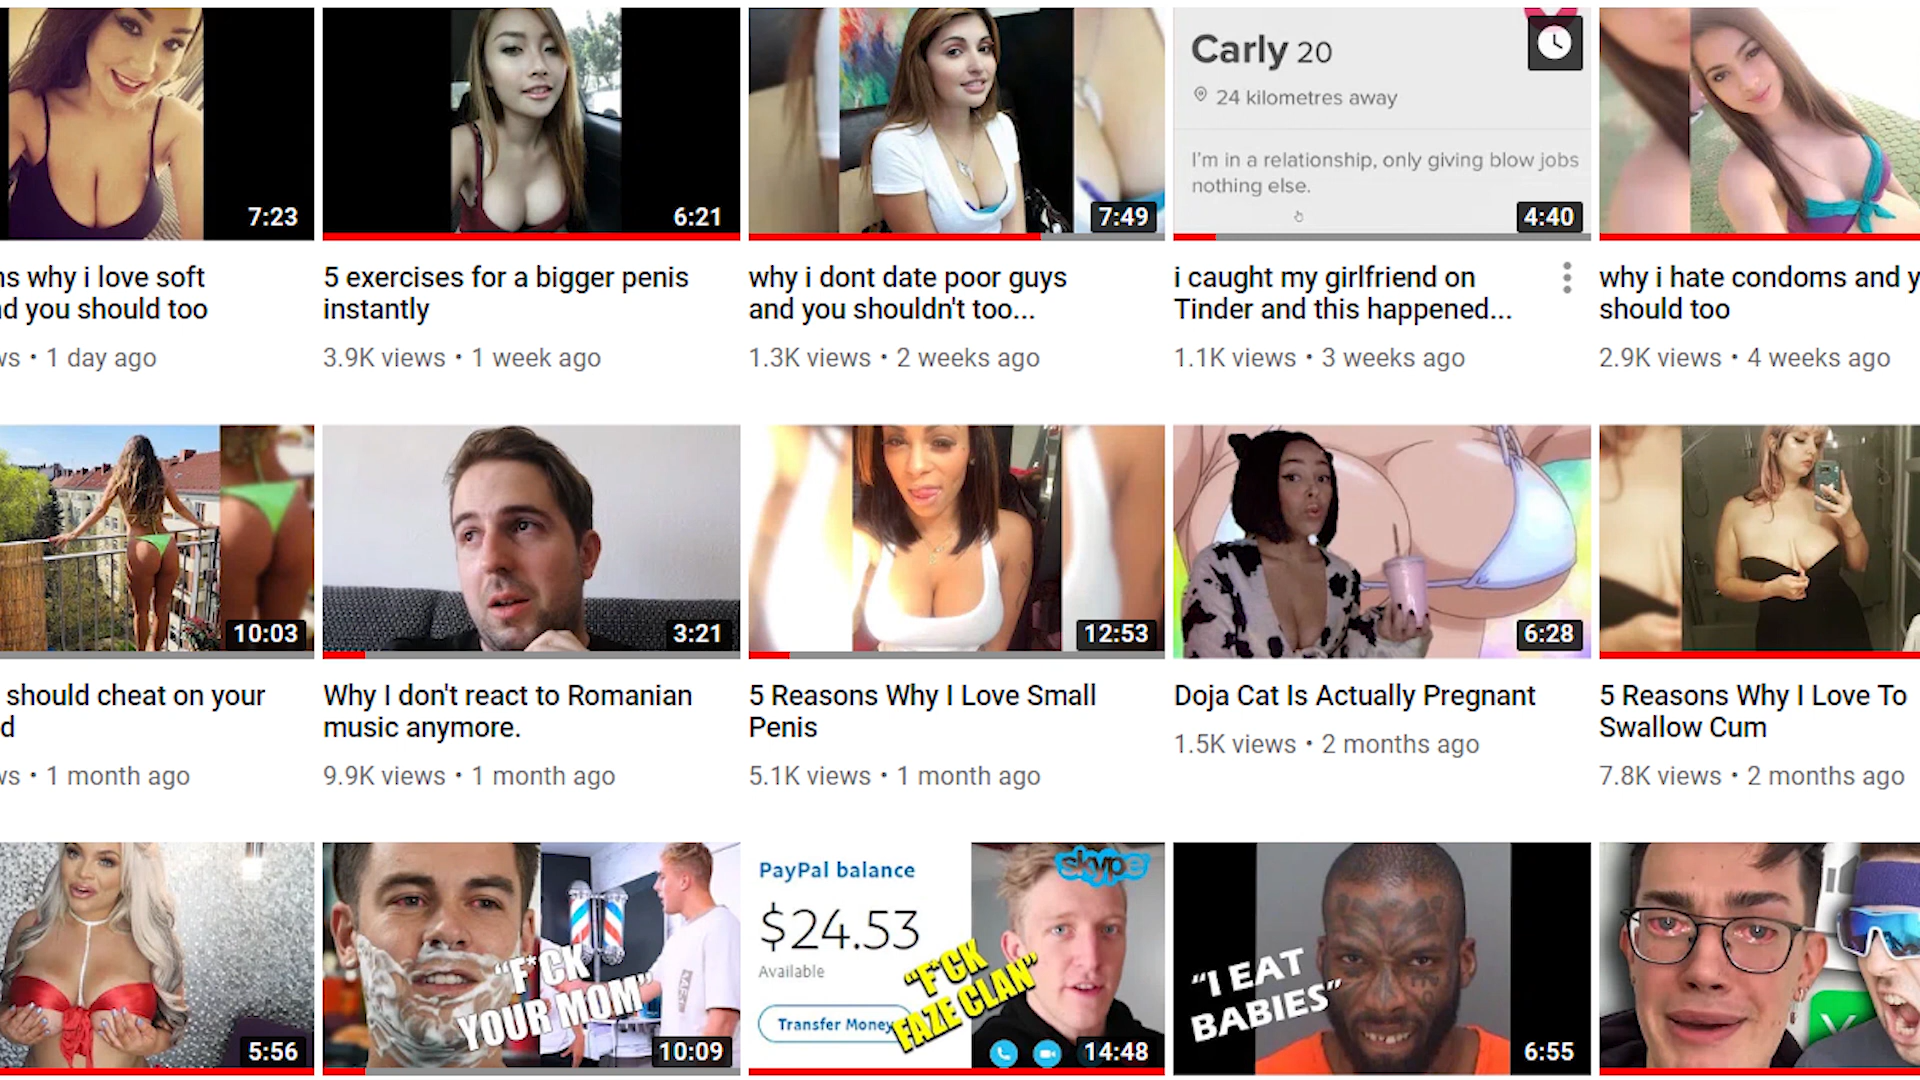 Carly 20
24 kilometres away
I'm in a relationship, only giving blow jobs
nothing else.
7:23
6:21
7:49
4:40
ns why i love soft
nd you should too
ws • 1 day ago
5 exercises for a bigger penis
instantly
3.9K views • 1 week ago
why i dont date poor guys
and you shouldn't too...
1.3K views • 2 weeks ago
i caught my girlfriend on
Tinder and this happened...
1.1K views • 3 weeks ago
why i hate condoms and y
should too
2.9K views • 4 weeks ago
10:03
3:21
12:53
6:28
should cheat on your
d
ws • 1 month ago
Why I don't react to Romanian
music anymore.
9.9K views • 1 month ago
5 Reasons Why I Love Small
Penis
5.1K views • 1 month ago
Doja Cat Is Actually Pregnant
1.5K views • 2 months ago
5 Reasons Why I Love To
Swallow Cum
7.8K views • 2 months ago
5:56
"F*CK
YOUR MOM"
10:09
PayPal balance
$24.53
Available
Transfer Money
skype
"F*CK
FAZE CLAN"
14:48
"I EAT
BABIES"
6:55